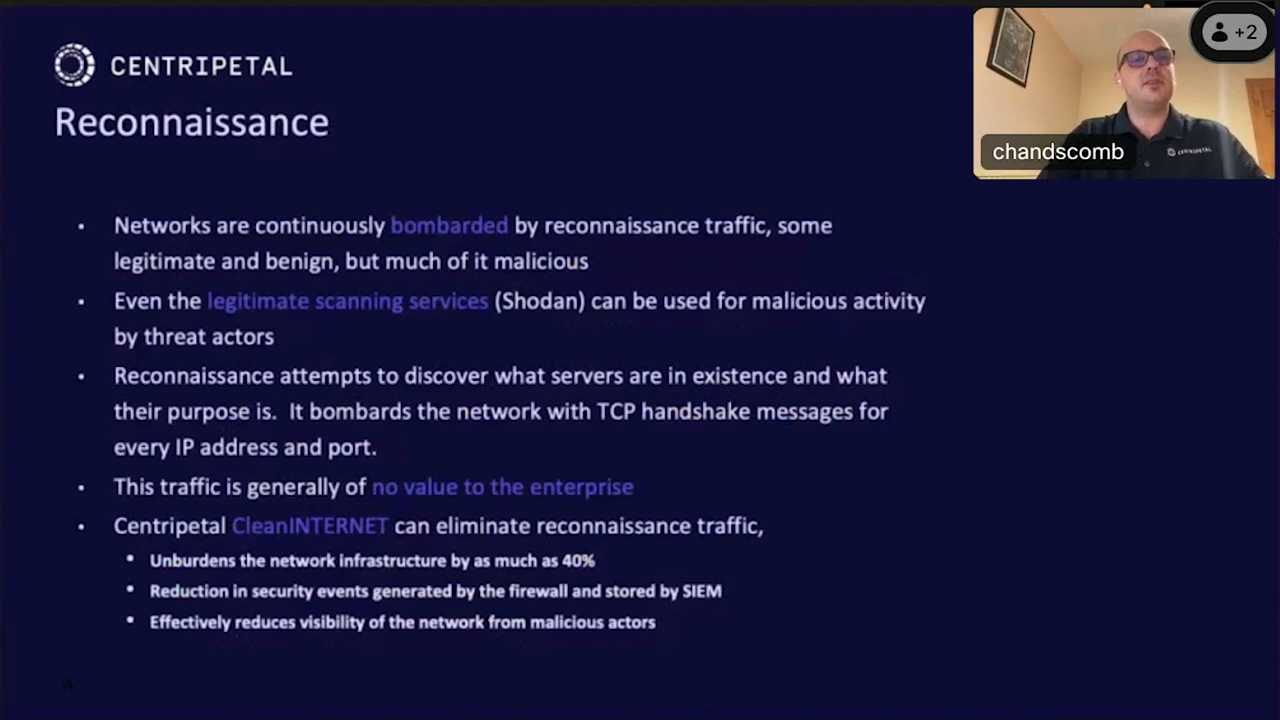 CENTRIPETAL
Reconnaissance
+2
chandscomb
CENTRIPETAL
• Networks are continuously bombarded by reconnaissance traffic, some
legitimate and benign, but much of it malicious
• Even the legitimate scanning services (Shodan) can be used for malicious activity
by threat actors
• Reconnaissance attempts to discover what servers are in existence and what
their purpose is. It bombards the network with TCP handshake messages for
every IP address and port.
• This traffic is generally of no value to the enterprise
• Centripetal CleanINTERNET can eliminate reconnaissance traffic,
• Unburdens the network infrastructure by as much as 40%
• Reduction in security events generated by the firewall and stored by SIEM
• Effectively reduces visibility of the network from malicious actors